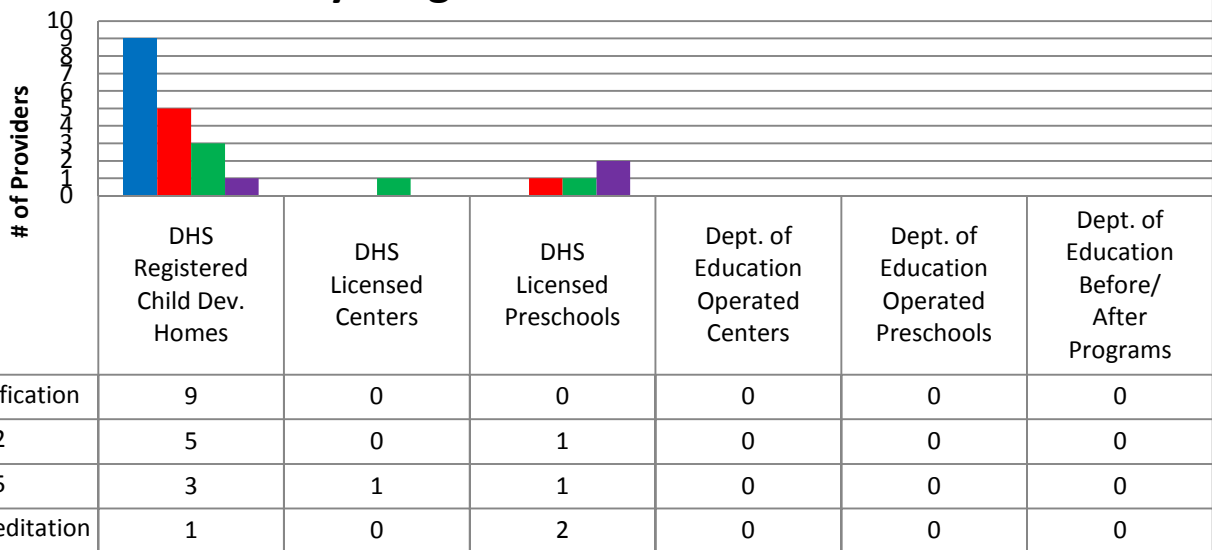 10
9
8
7
6
5
4
3
2
1
0
# of Providers
DHS
Registered
Child Dev.
Homes
DHS
Licensed
Centers
DHS
Licensed
Preschools
Dept. of
Education
Operated
Centers
Dept. of
Education
Operated
Preschools
Dept. of
Education
Before/
After
Programs
fication 9 0 0 0 0 0
2 5 0 1 0 0 0
5 3 1 1 0 0 0
editation 1 0 2 0 0 0